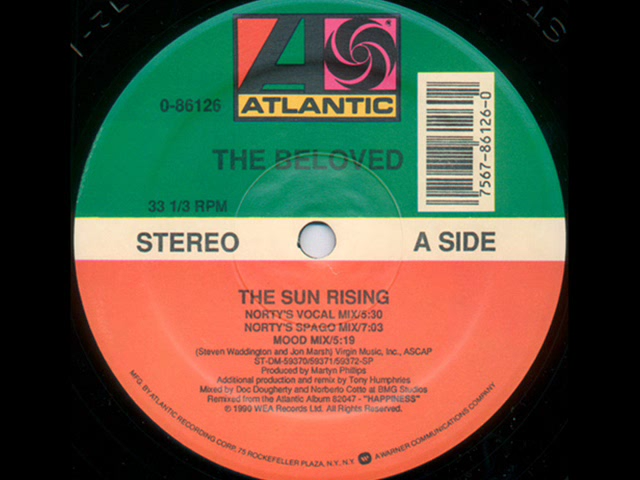 ATLANTIC
0-86126
7567-86126-0
THE BELOVED
33 1/3 RPM
STEREO
A SIDE
THE SUN RISING
NORTY'S VOCAL MIX/5:30
NORTY'S SPAGO MIX/7:03
MOOD MIX/5:19
(Steven Waddington and Jon Marsh) Virgin Music, Inc., ASCAP
ST-DM-59370/59371/59372-SP
Produced by Martyn Phillips
Additional production and remix by Tony Humphries
Mixed by Doc Dougherty and Norberto Cotto at BMG Studios
Remixed from the Atlantic Album 82047 - "HAPPINESS"
© 1990 WEA Records Ltd. All Rights Reserved.
MFG. BY ATLANTIC RECORDING CORP., 75 ROCKEFELLER PLAZA, N.Y., N.Y. A WARNER COMMUNICATIONS COMPANY